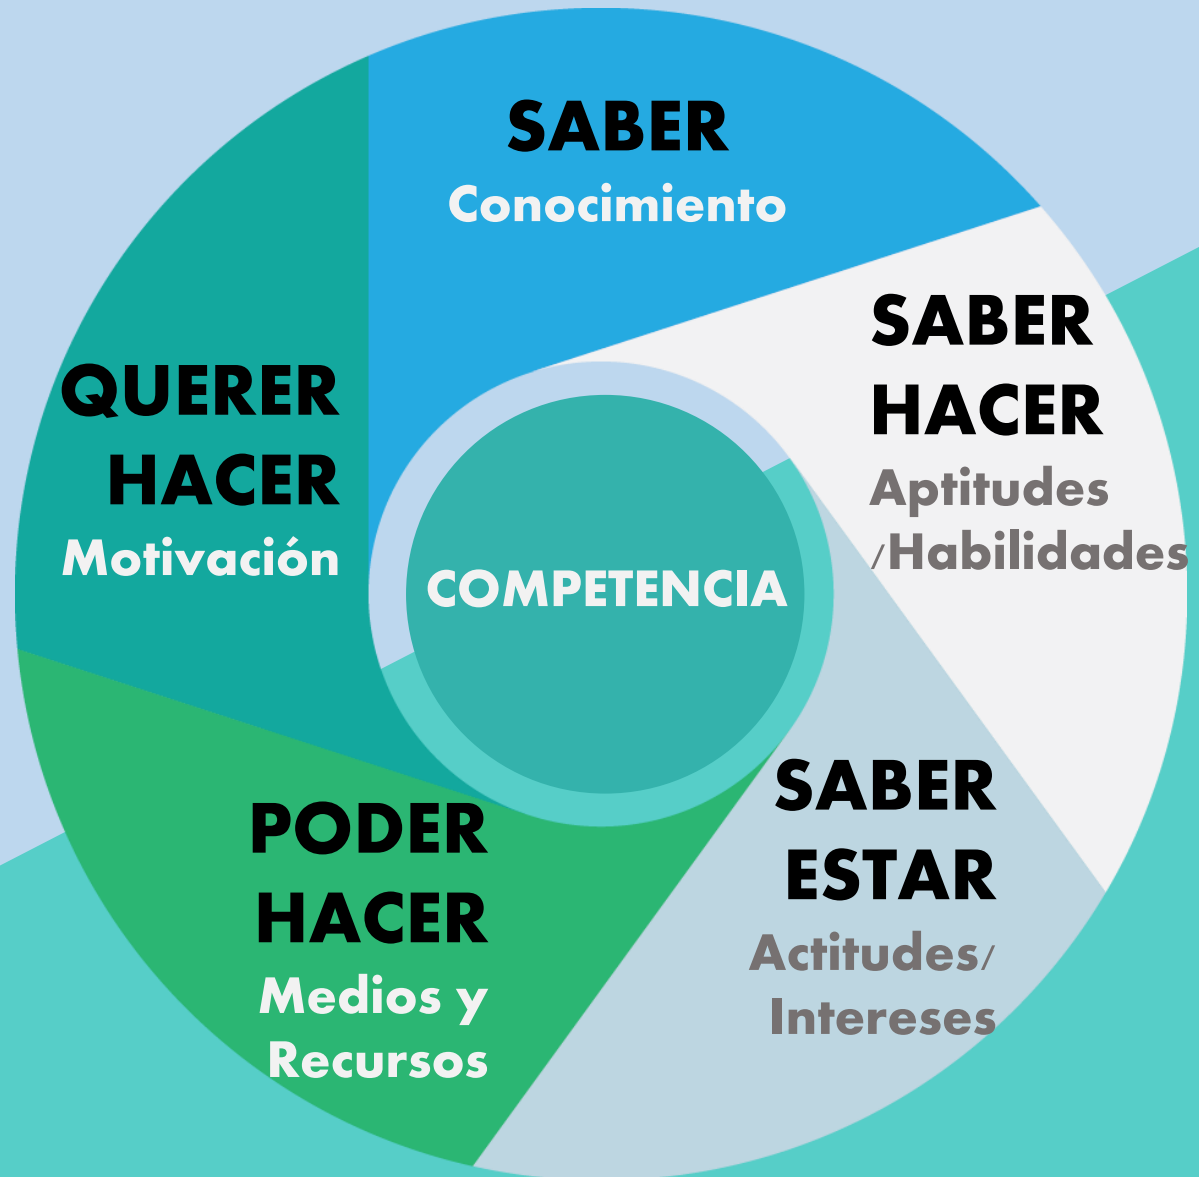 SABER
Conocimiento
SABER
HACER
Aptitudes
/Habilidades
SABER
ESTAR
Actitudes/
Intereses
PODER
HACER
Medios y
Recursos
QUERER
HACER
Motivación
COMPETENCIA